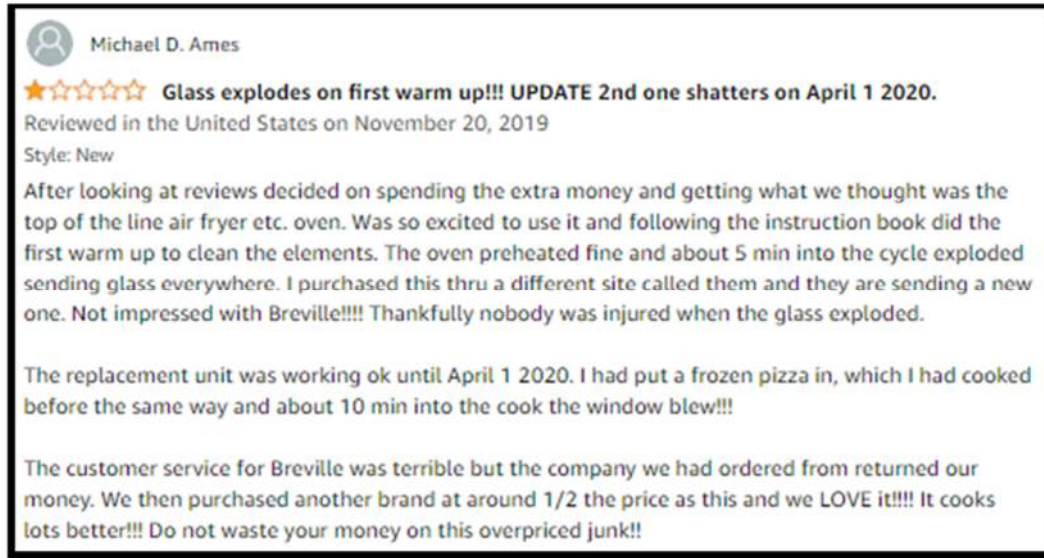 Michael D. Ames
Glass explodes on first warm up!!! UPDATE 2nd one shatters on April 1 2020.
Reviewed in the United States on November 20, 2019
Style: New
After looking at reviews decided on spending the extra money and getting what we thought was the
top of the line air fryer etc. oven. Was so excited to use it and following the instruction book did the
first warm up to clean the elements. The oven preheated fine and about 5 min into the cycle exploded
sending glass everywhere. I purchased this thru a different site called them and they are sending a new
one. Not impressed with Breville!!!! Thankfully nobody was injured when the glass exploded.
The replacement unit was working ok until April 1 2020. I had put a frozen pizza in, which I had cooked
before the same way and about 10 min into the cook the window blew!!!
The customer service for Breville was terrible but the company we had ordered from returned our
money. We then purchased another brand at around 1/2 the price as this and we LOVE it!!!! It cooks
lots better!!! Do not waste your money on this overpriced junk!!